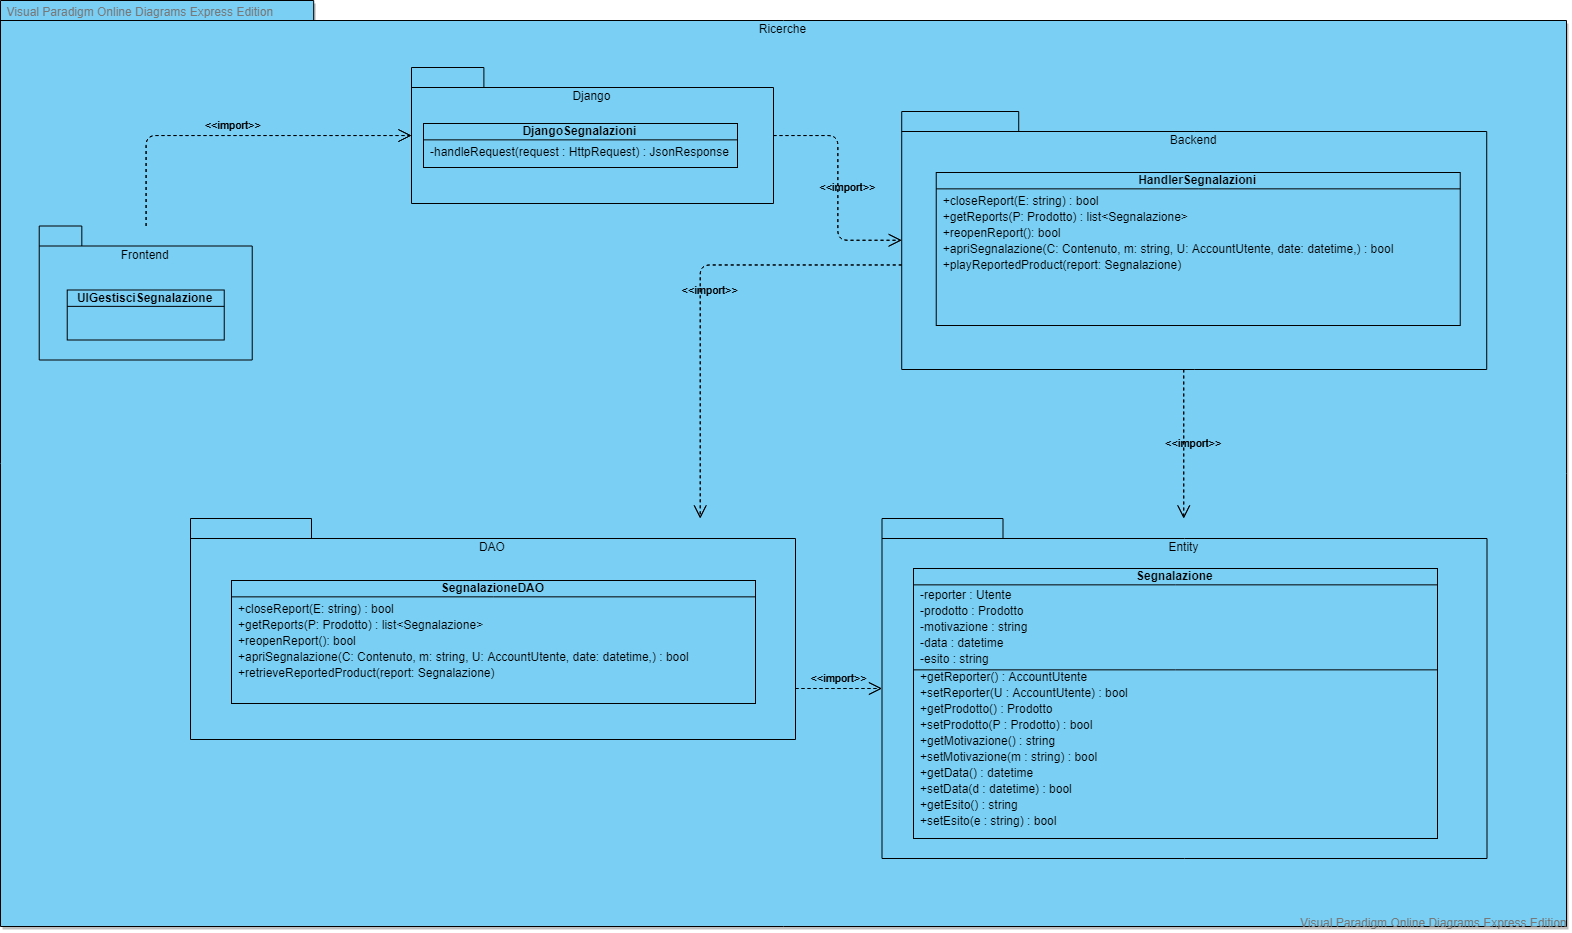 Visual Paradigm Online Diagrams Express Edition
Ricerche
Django
DjangoSegnalazioni
-handleRequest(request : HttpRequest) : JsonResponse
<<import>>
<<import>>
Backend
HandlerSegnalazioni
+closeReport(E: string) : bool
+getReports(P: Prodotto) : list<Segnalazione>
+reopenReport(): bool
+apriSegnalazione(C: Contenuto, m: string, U: AccountUtente, date: datetime,) : bool
+playReportedProduct(report: Segnalazione)
Frontend
UIGestisciSegnalazione
<<import>>
<<import>>
DAO
SegnalazioneDAO
+closeReport(E: string) : bool
+getReports(P: Prodotto) : list<Segnalazione>
+reopenReport(): bool
+apriSegnalazione(C: Contenuto, m: string, U: AccountUtente, date: datetime,) : bool
+retrieveReportedProduct(report: Segnalazione)
<<import>>
Entity
Segnalazione
-reporter : Utente
-prodotto : Prodotto
-motivazione : string
-data : datetime
-esito : string
+getReporter() : AccountUtente
+setReporter(U : AccountUtente) : bool
+getProdotto() : Prodotto
+setProdotto(P : Prodotto) : bool
+getMotivazione() : string
+setMotivazione(m : string) : bool
+getData() : datetime
+setData(d : datetime) : bool
+getEsito() : string
+setEsito(e : string) : bool
Visual Paradigm Online Diagrams Express Edition